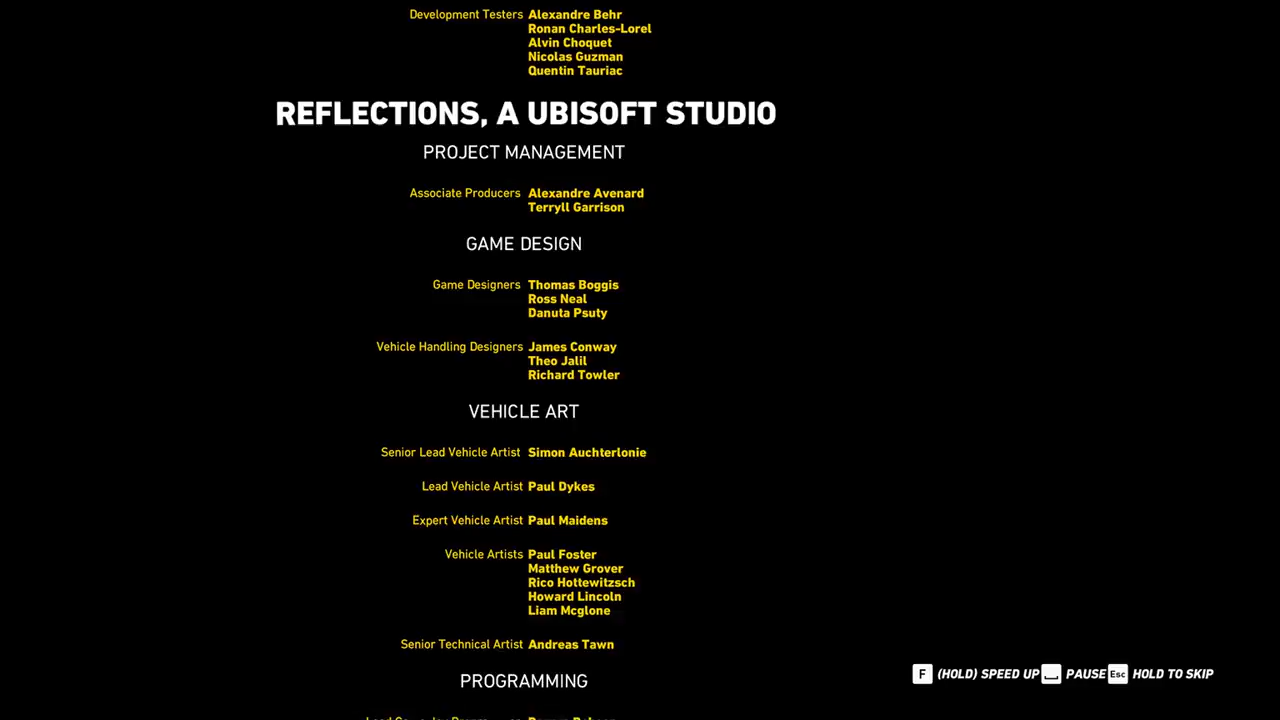 Development Testers Alexandre Behr
Ronan Charles-Lorel
Alvin Choquet
Nicolas Guzman
Quentin Tauriac
REFLECTIONS, A UBISOFT STUDIO
PROJECT MANAGEMENT
Associate Producers Alexandre Avenard
Terryll Garrison
GAME DESIGN
Game Designers Thomas Boggis
Ross Neal
Danuta Psuty
Vehicle Handling Designers James Conway
Theo Jalil
Richard Towler
VEHICLE ART
Senior Lead Vehicle Artist Simon Auchterlonie
Lead Vehicle Artist Paul Dykes
Expert Vehicle Artist Paul Maidens
Vehicle Artists Paul Foster
Matthew Grover
Rico Hottewitzsch
Howard Lincoln
Liam Mcglone
Senior Technical Artist Andreas Tawn
PROGRAMMING
F (HOLD) SPEED UP PAUSE Esc HOLD TO SKIP